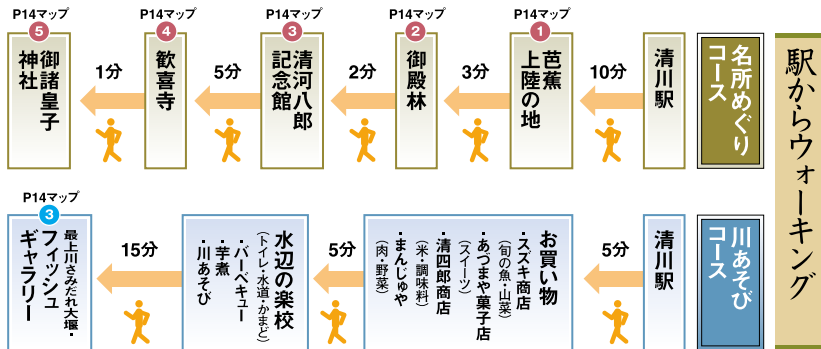 駅からウォーキング
名所めぐり
コース
清川駅
10分
P14マップ
1
芭蕉
上陸の地
3分
P14マップ
2
御殿林
2分
P14マップ
3
清河八郎
記念館
5分
P14マップ
4
歓喜寺
1分
P14マップ
5
御諸皇子
神社
川あそび
コース
清川駅
5分
お買い物
・スズキ商店
(旬の魚・山菜)
・あづまや菓子店
(スイーツ)
・清四郎商店
(米・調味料)
・まんじゅや
(肉・野菜)
5分
水辺の楽校
(トイレ・水道・かまど)
・バーベキュー
・芋煮
・川あそび
15分
P14マップ
3
最上川さみだれ大堰・
フィッシュ
ギャラリー